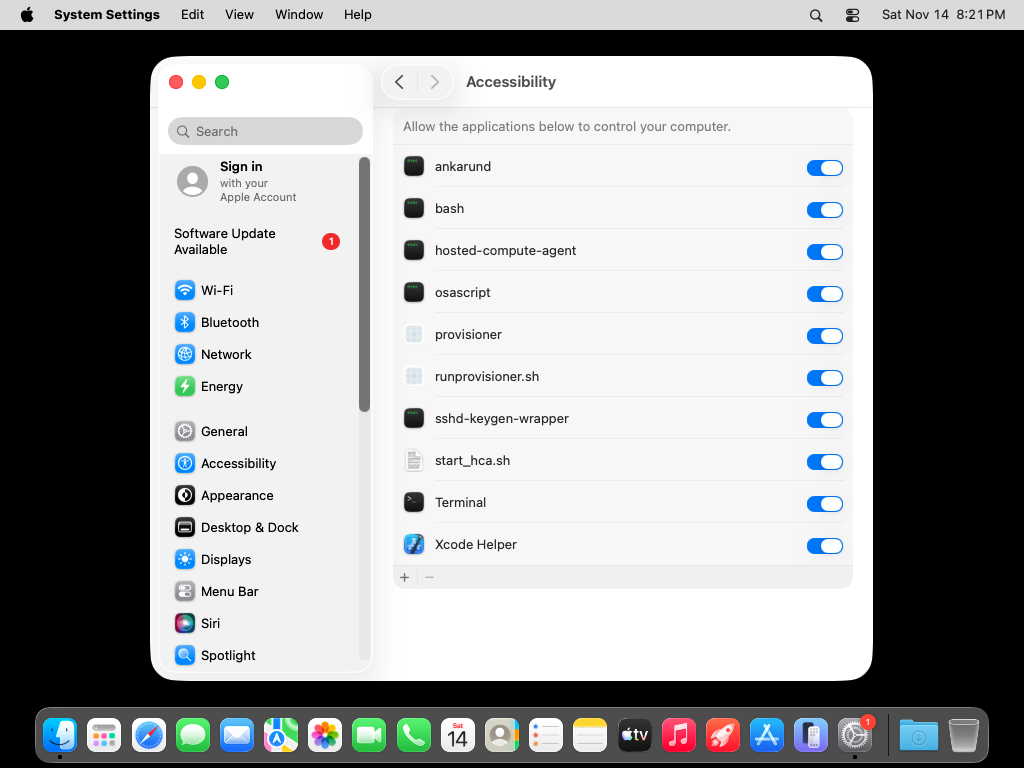 System Settings Edit View Window Help Sat Nov 14 8:21 PM
Accessibility
Search
Sign in
with your
Apple Account
Software Update
Available
1
Wi-Fi
Bluetooth
Network
Energy
General
Accessibility
Appearance
Desktop & Dock
Displays
Menu Bar
Siri
Spotlight
Allow the applications below to control your computer.
ankarund
bash
hosted-compute-agent
osascript
provisioner
runprovisioner.sh
sshd-keygen-wrapper
start_hca.sh
Terminal
Xcode Helper
Sat
14
tv
1